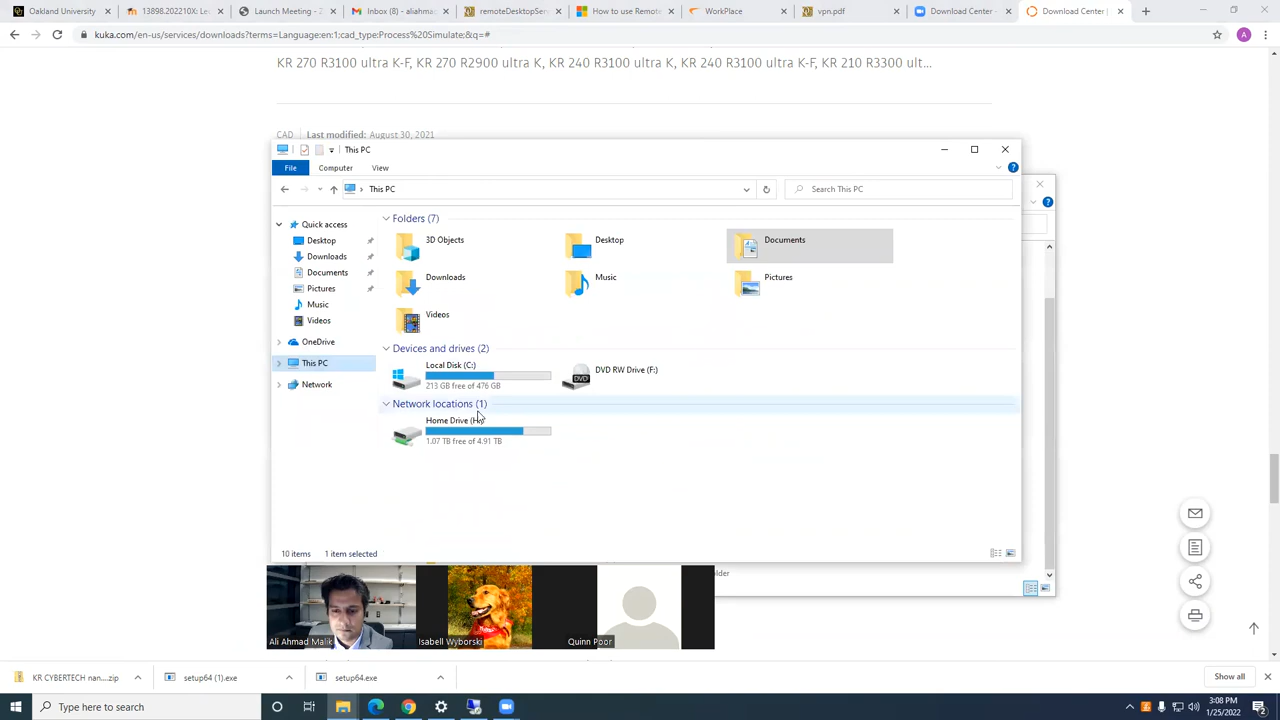 Oakland University
13898.202210X: Le
Launch Meeting - Z
Inbox (7) - aliahma
remoteDesktopSer
How to use Remot
WorkPlace
vpn.pdf
Download Center -
Download Center |
kuka.com/en-us/services/downloads?terms=Language:en:1;cad_type:Process%20Simulate;&q=#
A
KR 270 R3100 ultra K-F, KR 270 R2900 ultra K, KR 240 R3100 ultra K, KR 240 R3100 ultra K-F, KR 210 R3300 ult...
CAD | Last modified: August 30, 2021
This PC
File Computer View
This PC
Search This PC
Quick access
Desktop
Downloads
Documents
Pictures
Music
Videos
OneDrive
This PC
Network
Folders (7)
3D Objects
Desktop
Documents
Downloads
Music
Pictures
Videos
Devices and drives (2)
Local Disk (C:)
213 GB free of 476 GB
DVD RW Drive (F:)
DVD
Network locations (1)
Home Drive
1.07 TB free of 4.91 TB
10 items 1 item selected
older
Ali Ahmad Malik
Isabell Wyborski
Quinn Poor
KR CYBERTECH nan....zip
setup64 (1).exe
setup64.exe
Show all
Type here to search
3:08 PM
1/25/2022
2